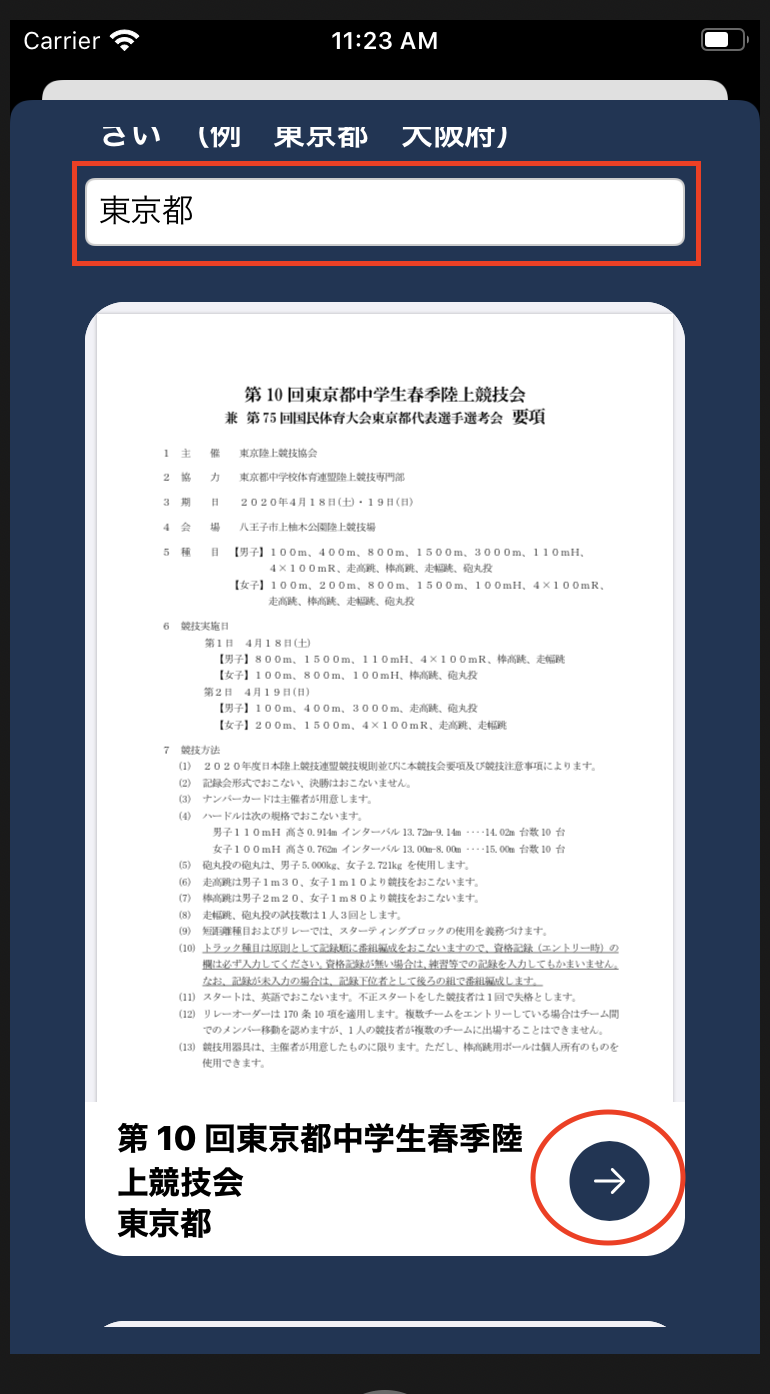 Carrier 11:23 AM
さい　(例　東京都　大阪府)
東京都
第 10 回東京都中学生春季陸上競技会
兼 第 75 回国民体育大会東京都代表選手選考会 要項
1 主 催 東京陸上競技協会
2 協 力 東京都中学校体育連盟陸上競技専門部
3 期 日 ２０２０年４月１８日(土)・１９日(日)
4 会 場 八王子市上柚木公園陸上競技場
5 種 目 【男子】１００ｍ、４００ｍ、８００ｍ、１５００ｍ、３０００ｍ、１１０ｍH、
４×１００ｍR、走高跳、棒高跳、走幅跳、砲丸投
【女子】１００ｍ、２００ｍ、８００ｍ、１５００ｍ、１００ｍH、４×１００ｍR、
走高跳、棒高跳、走幅跳、砲丸投
6 競技実施日
第１日　４月１８日(土)
【男子】８００ｍ、１５００ｍ、１１０ｍH、４×１００ｍR、棒高跳、走幅跳
【女子】１００ｍ、８００ｍ、１００ｍH、棒高跳、砲丸投
第２日　４月１９日(日)
【男子】１００ｍ、４００ｍ、３０００ｍ、走高跳、砲丸投
【女子】２００ｍ、１５００ｍ、４×１００ｍR、走高跳、走幅跳
7 競技方法
(1) ２０２０年度日本陸上競技連盟競技規則並びに本競技会要項及び競技注意事項によります。
(2) 記録会形式でおこない、決勝はおこないません。
(3) ナンバーカードは主催者が用意します。
(4) ハードルは次の規格でおこないます。
男子１１０ｍH 高さ0.914m インターバル 13.72m-9.14m ････14.02m 台数 10 台
女子１００ｍH 高さ0.762m インターバル 13.00m-8.00m ････15.00m 台数 10 台
(5) 砲丸投の砲丸は、男子 5.000kg、女子 2.721kg を使用します。
(6) 走高跳は男子１ｍ３０、女子１ｍ１０より競技をおこないます。
(7) 棒高跳は男子２ｍ２０、女子１ｍ８０より競技をおこないます。
(8) 走幅跳、砲丸投の試技数は１人３回とします。
(9) 短距離種目およびリレーでは、スターティングブロックの使用を義務づけます。
(10) トラック種目は原則として記録順に番組編成をおこないますので、資格記録（エントリー時）の
欄は必ず入力してください。資格記録が無い場合は、練習等での記録を入力してもかまいません。
なお、記録が未入力の場合は、記録下位者として後ろの組で番組編成します。
(11) スタートは、英語でおこないます。不正スタートをした競技者は１回で失格とします。
(12) リレーオーダーは 170 条 10 項を適用します。複数チームをエントリーしている場合はチーム間
でのメンバー移動を認めますが、１人の競技者が複数のチームに出場することはできません。
(13) 競技用器具は、主催者が用意したものに限ります。ただし、棒高跳用ポールは個人所有のものを
使用できます。
第 10 回東京都中学生春季陸
上競技会
東京都